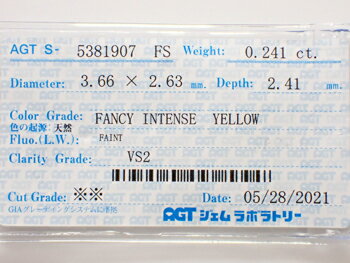 AGT S- 5381907 FS Weight: 0.241 ct.
Diameter: 3.66 × 2.63 mm. Depth: 2.41 mm.
Color Grade: FANCY INTENSE YELLOW
色の起源: 天然
Fluo.(L.W.): FAINT
Clarity Grade: VS2
Cut Grade: ※※ Date: 05/28/2021
GIAグレーディングシステムに準拠 AGT ジェムラボラトリー